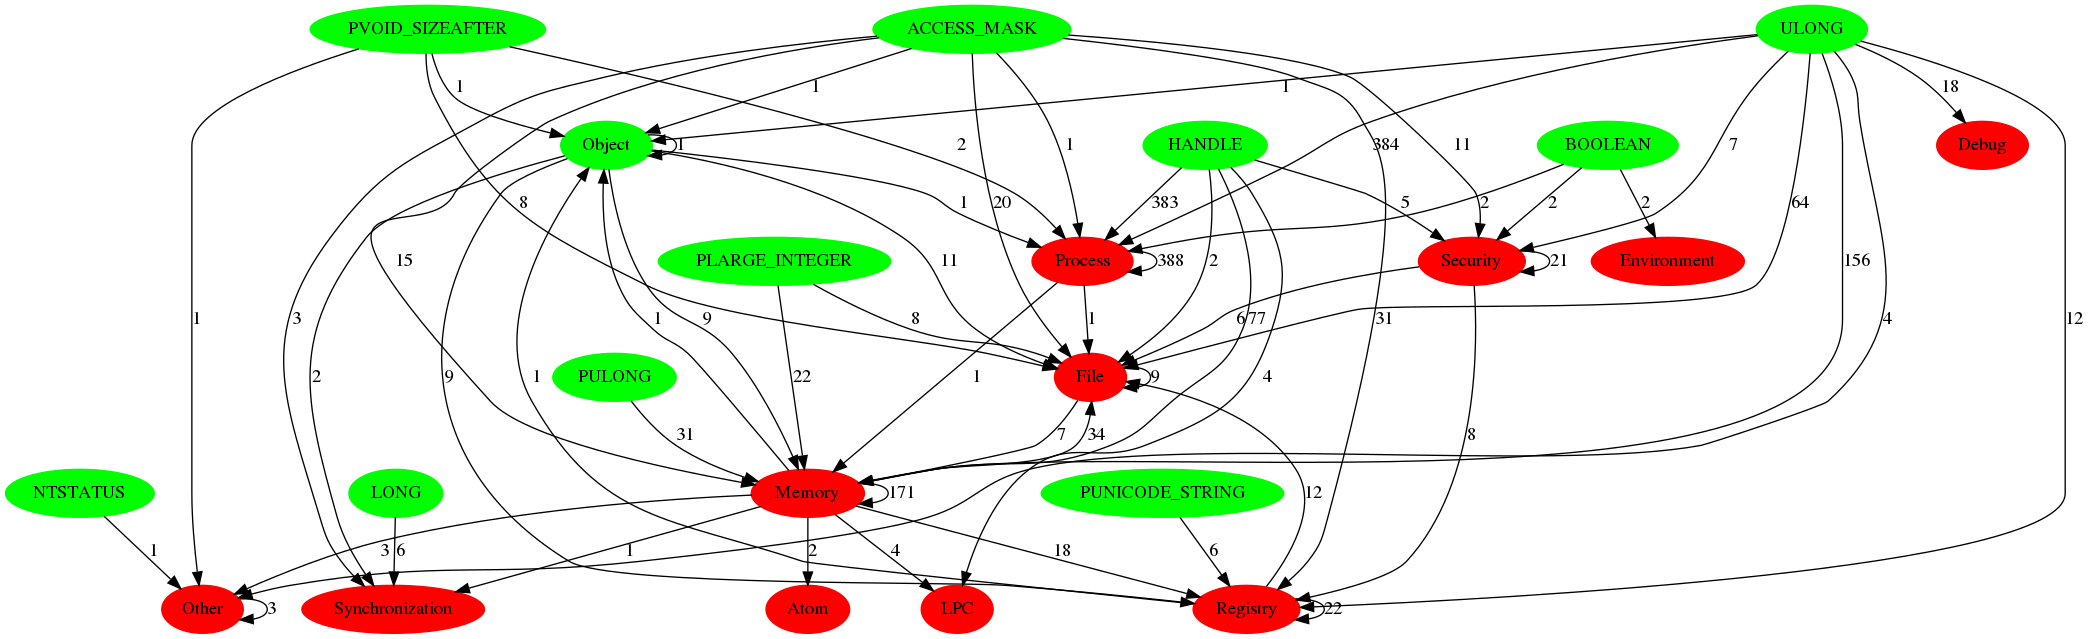 PVOID_SIZEAFTER ACCESS_MASK ULONG
1 1 1 18
Object 1 2 1 HANDLE 384 11 BOOLEAN 7 Debug
8 1 20 383 2 5 2 2 2 64
15 PLARGE_INTEGER 11 Process 388 Security 21 Environment 156
1 3 2 1 9 8 1 2 6 77 4 31 4 12
PULONG 22 File 9
9 1 31 1 7 34 4 8
NTSTATUS LONG Memory 171 PUNICODE_STRING 12
1 6 3 1 2 4 18 6
Other 3 Synchronization Atom LPC Registry 22